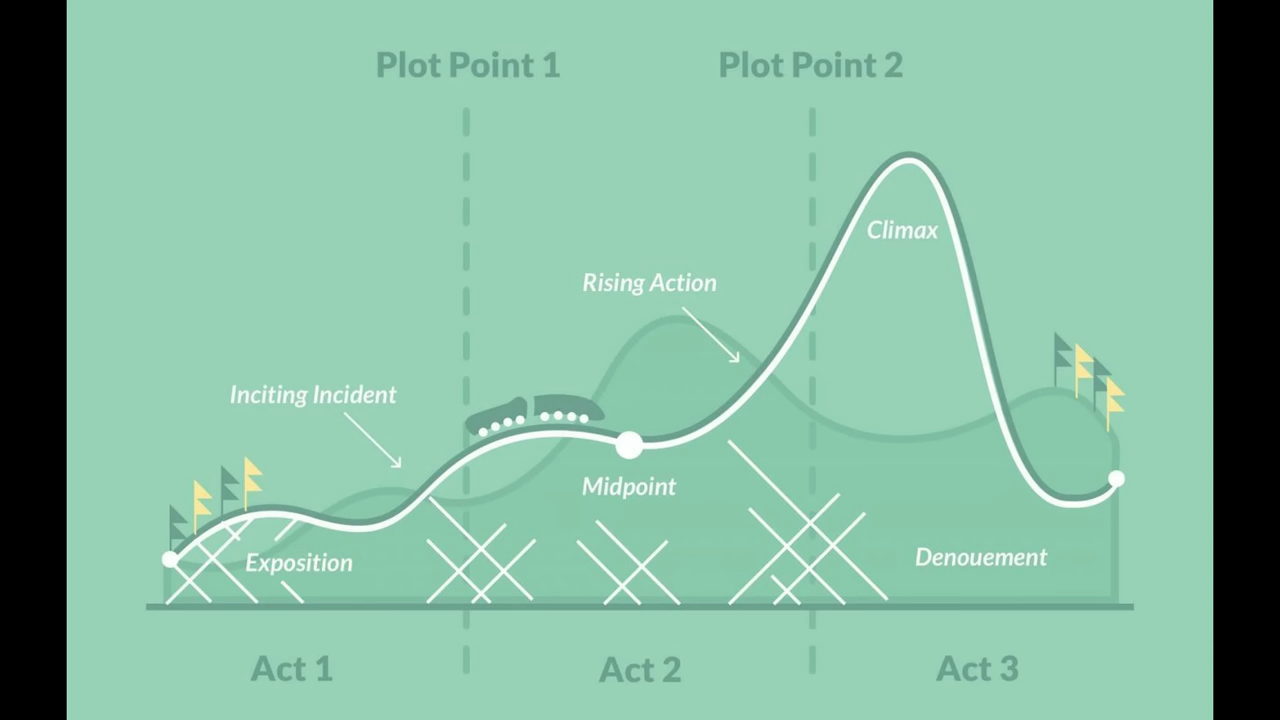 Plot Point 1
Plot Point 2
Climax
Rising Action
Inciting Incident
Midpoint
Exposition
Denouement
Act 1
Act 2
Act 3